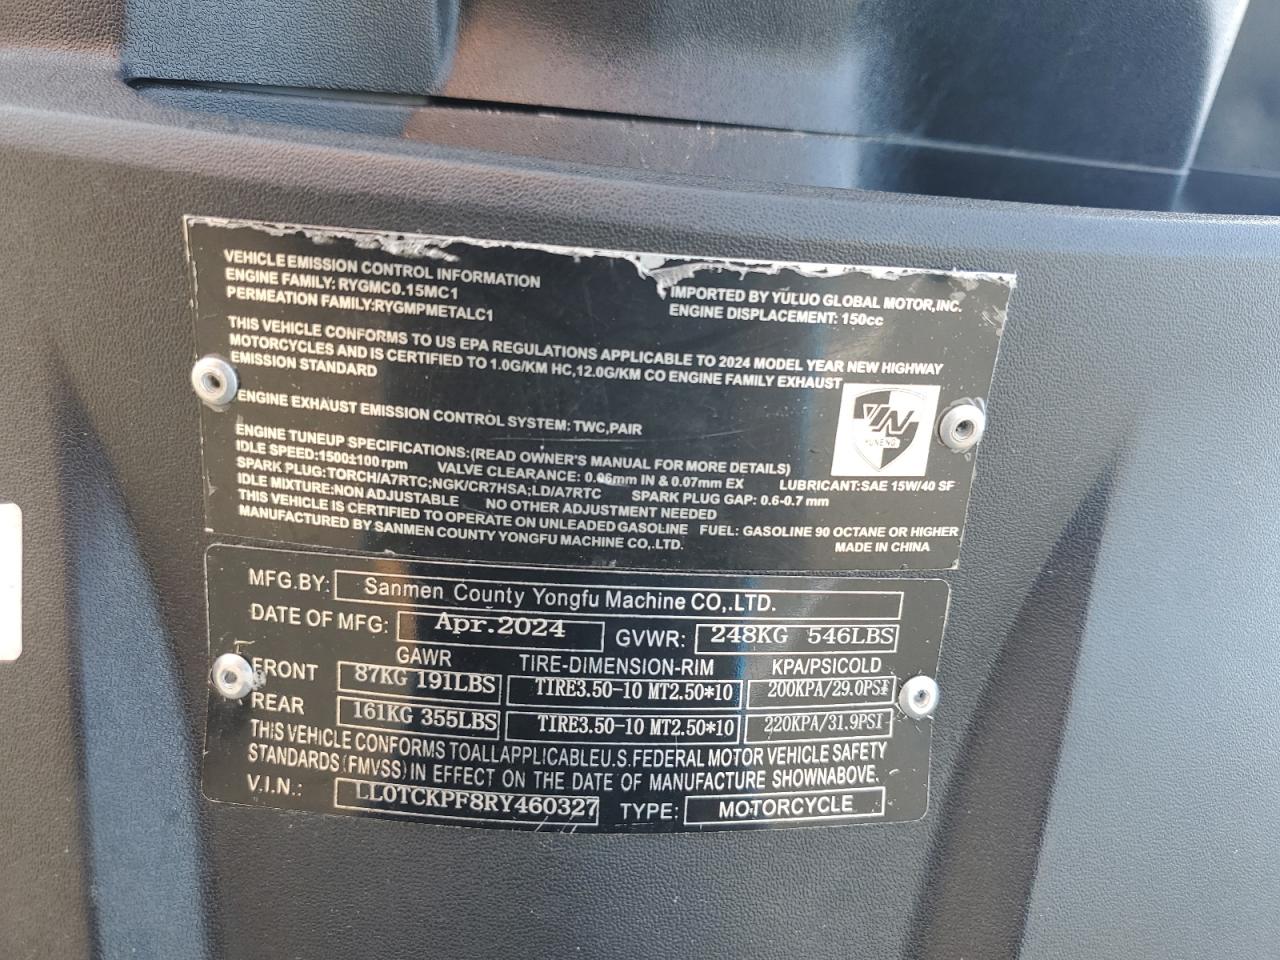 VEHICLE EMISSION CONTROL INFORMATION
ENGINE FAMILY: RYGMC0.15MC1
PERMEATION FAMILY:RYGMPMETALC1
IMPORTED BY YULUO GLOBAL MOTOR,INC.
ENGINE DISPLACEMENT: 150cc
THIS VEHICLE CONFORMS TO US EPA REGULATIONS APPLICABLE TO 2024 MODEL YEAR NEW HIGHWAY
MOTORCYCLES AND IS CERTIFIED TO 1.0G/KM HC,12.0G/KM CO ENGINE FAMILY EXHAUST
EMISSION STANDARD
ENGINE EXHAUST EMISSION CONTROL SYSTEM: TWC,PAIR
YN
YUNENG
ENGINE TUNEUP SPECIFICATIONS:(READ OWNER'S MANUAL FOR MORE DETAILS)
IDLE SPEED:1500±100 rpm VALVE CLEARANCE: 0.06mm IN & 0.07mm EX LUBRICANT:SAE 15W/40 SF
SPARK PLUG:TORCH/A7RTC;NGK/CR7HSA;LD/A7RTC SPARK PLUG GAP: 0.6-0.7 mm
IDLE MIXTURE:NON ADJUSTABLE NO OTHER ADJUSTMENT NEEDED
THIS VEHICLE IS CERTIFIED TO OPERATE ON UNLEADED GASOLINE FUEL: GASOLINE 90 OCTANE OR HIGHER
MANUFACTURED BY SANMEN COUNTY YONGFU MACHINE CO,.LTD. MADE IN CHINA
MFG.BY: Sanmen County Yongfu Machine CO,.LTD.
DATE OF MFG: Apr.2024 GVWR: 248KG 546LBS
GAWR TIRE-DIMENSION-RIM KPA/PSICOLD
FRONT 87KG 191LBS TIRE3.50-10 MT2.50*10 200KPA/29.0PSI
REAR 161KG 355LBS TIRE3.50-10 MT2.50*10 220KPA/31.9PSI
THIS VEHICLE CONFORMS TOALLAPPLICABLEU.S.FEDERAL MOTOR VEHICLE SAFETY
STANDARDS (FMVSS) IN EFFECT ON THE DATE OF MANUFACTURE SHOWNABOVE.
V.I.N.: LL0TCKPF8RY460327 TYPE: MOTORCYCLE